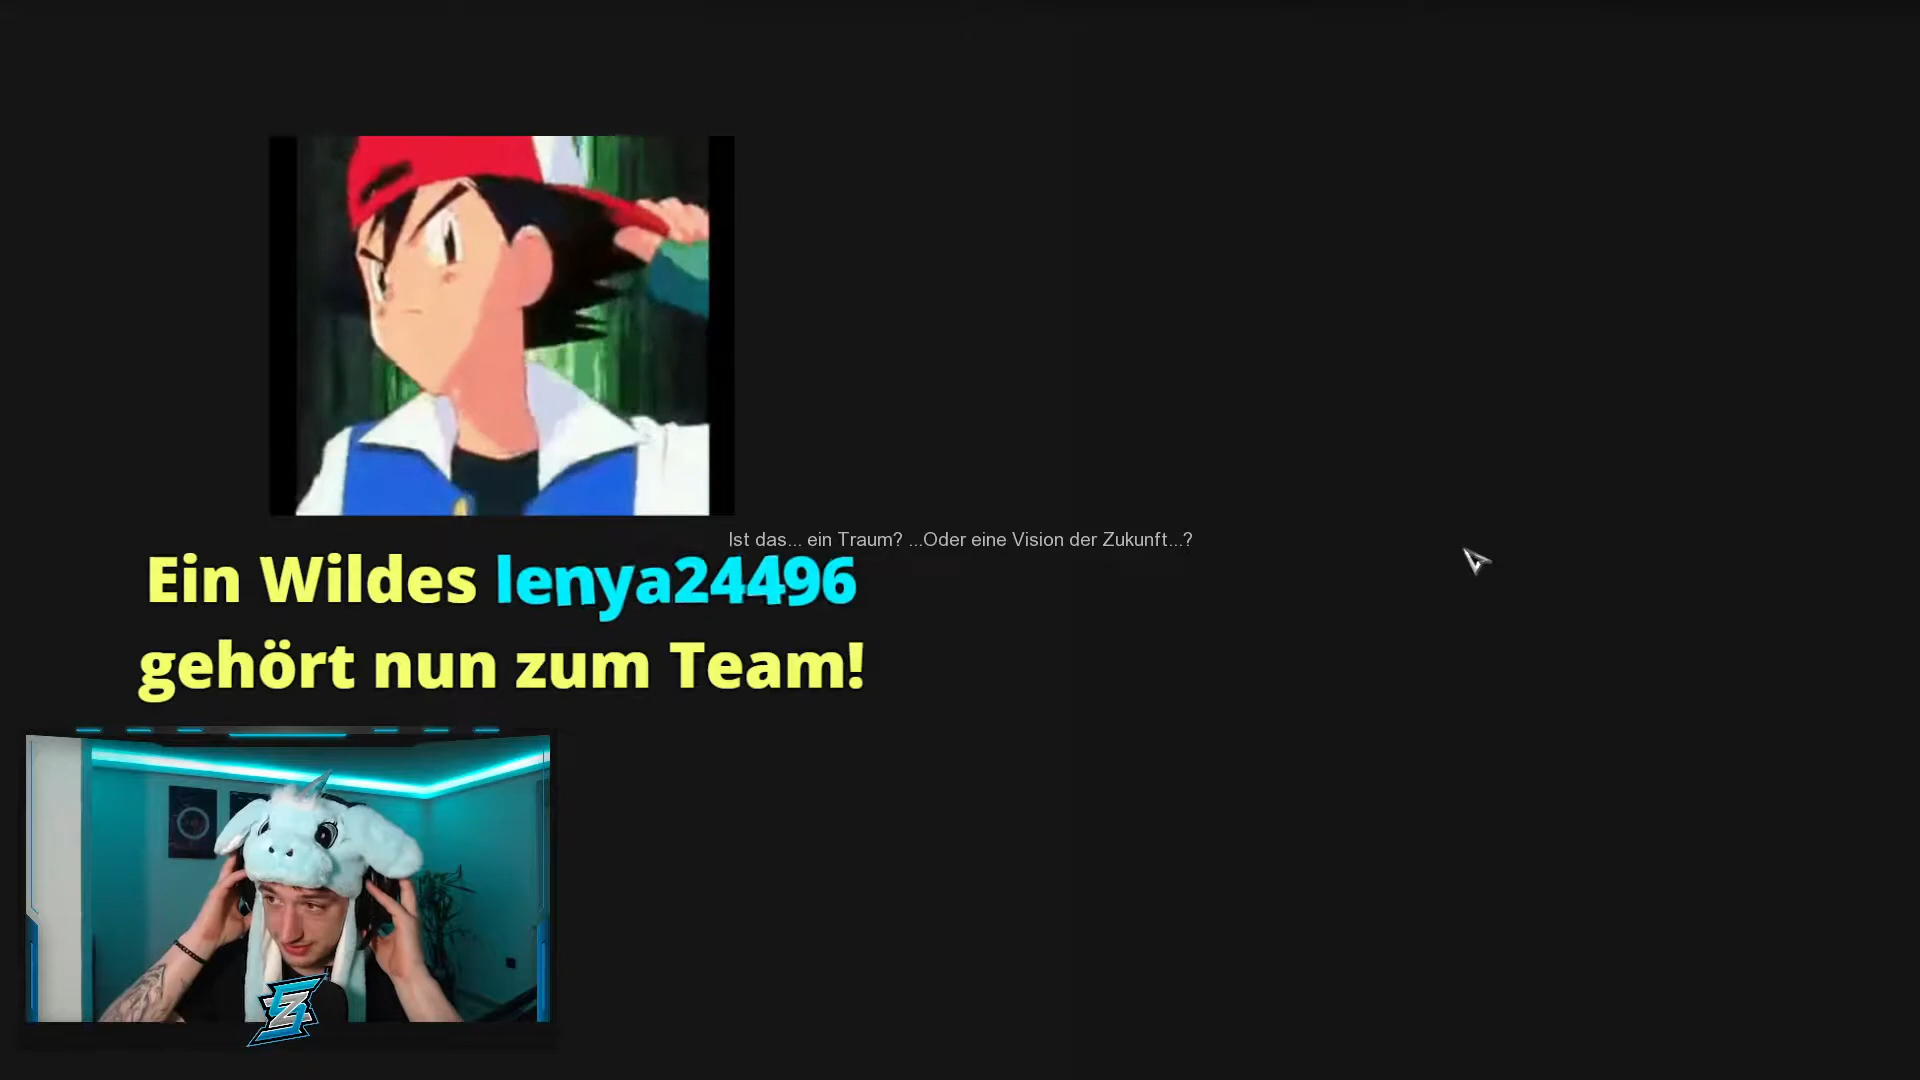 Ist das... ein Traum? ...Oder eine Vision der Zukunft...?
Ein Wildes lenya24496
gehört nun zum Team!